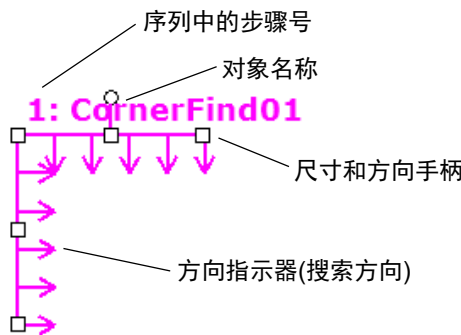 序列中的步骤号
对象名称
1: CornerFind01
尺寸和方向手柄
方向指示器(搜索方向)